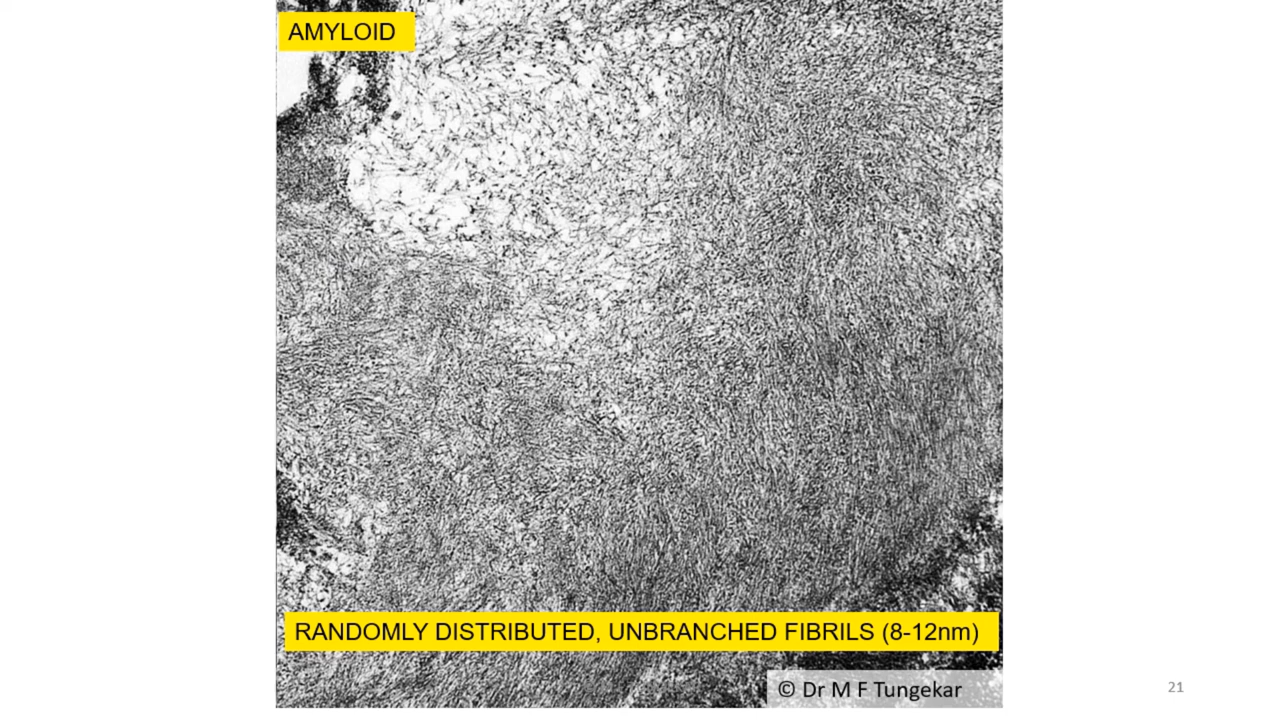 AMYLOID
RANDOMLY DISTRIBUTED, UNBRANCHED FIBRILS (8-12nm)
© Dr M F Tungekar
21